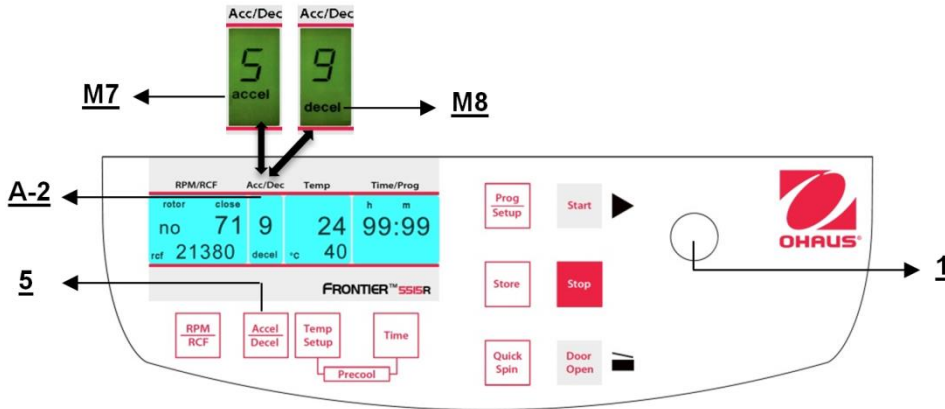 Acc/Dec Acc/Dec
5 9
accel
decel
M7
M8
RPM/RCF Acc/Dec Temp Time/Prog
A-2
rotor close h m
no 71 9 24 99:99
rcf 21380 decel °C 40
5
FRONTIER™ 5515R
RPM
RCF
Accel
Decel
Temp
Setup
Time
Precool
Prog
Setup
Start
Store
Stop
Quick
Spin
Door
Open
OHAUS®
1